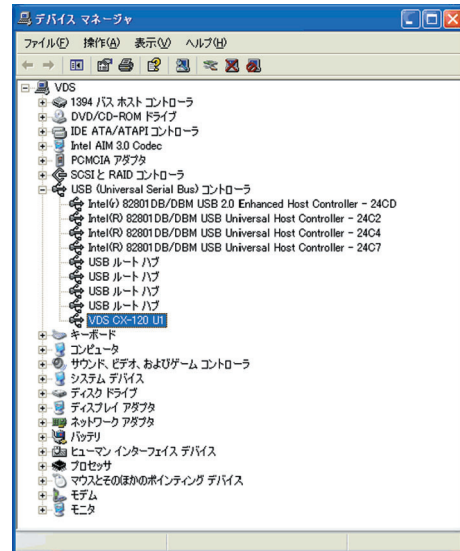 デバイス マネージャ
ファイル(F) 操作(A) 表示(V) ヘルプ(H)
VDS
1394 バス ホスト コントローラ
DVD/CD-ROM ドライブ
IDE ATA/ATAPI コントローラ
Intel AIM 3.0 Codec
PCMCIA アダプタ
SCSI と RAID コントローラ
USB (Universal Serial Bus) コントローラ
Intel(r) 82801DB/DBM USB 2.0 Enhanced Host Controller - 24CD
Intel(R) 82801DB/DBM USB Universal Host Controller - 24C2
Intel(R) 82801DB/DBM USB Universal Host Controller - 24C4
Intel(R) 82801DB/DBM USB Universal Host Controller - 24C7
USB ルート ハブ
USB ルート ハブ
USB ルート ハブ
USB ルート ハブ
VDS CX-120 U1
キーボード
コンピュータ
サウンド、ビデオ、およびゲーム コントローラ
システム デバイス
ディスク ドライブ
ディスプレイ アダプタ
ネットワーク アダプタ
バッテリ
ヒューマン インターフェイス デバイス
プロセッサ
マウスとそのほかのポインティング デバイス
モデム
モニタ